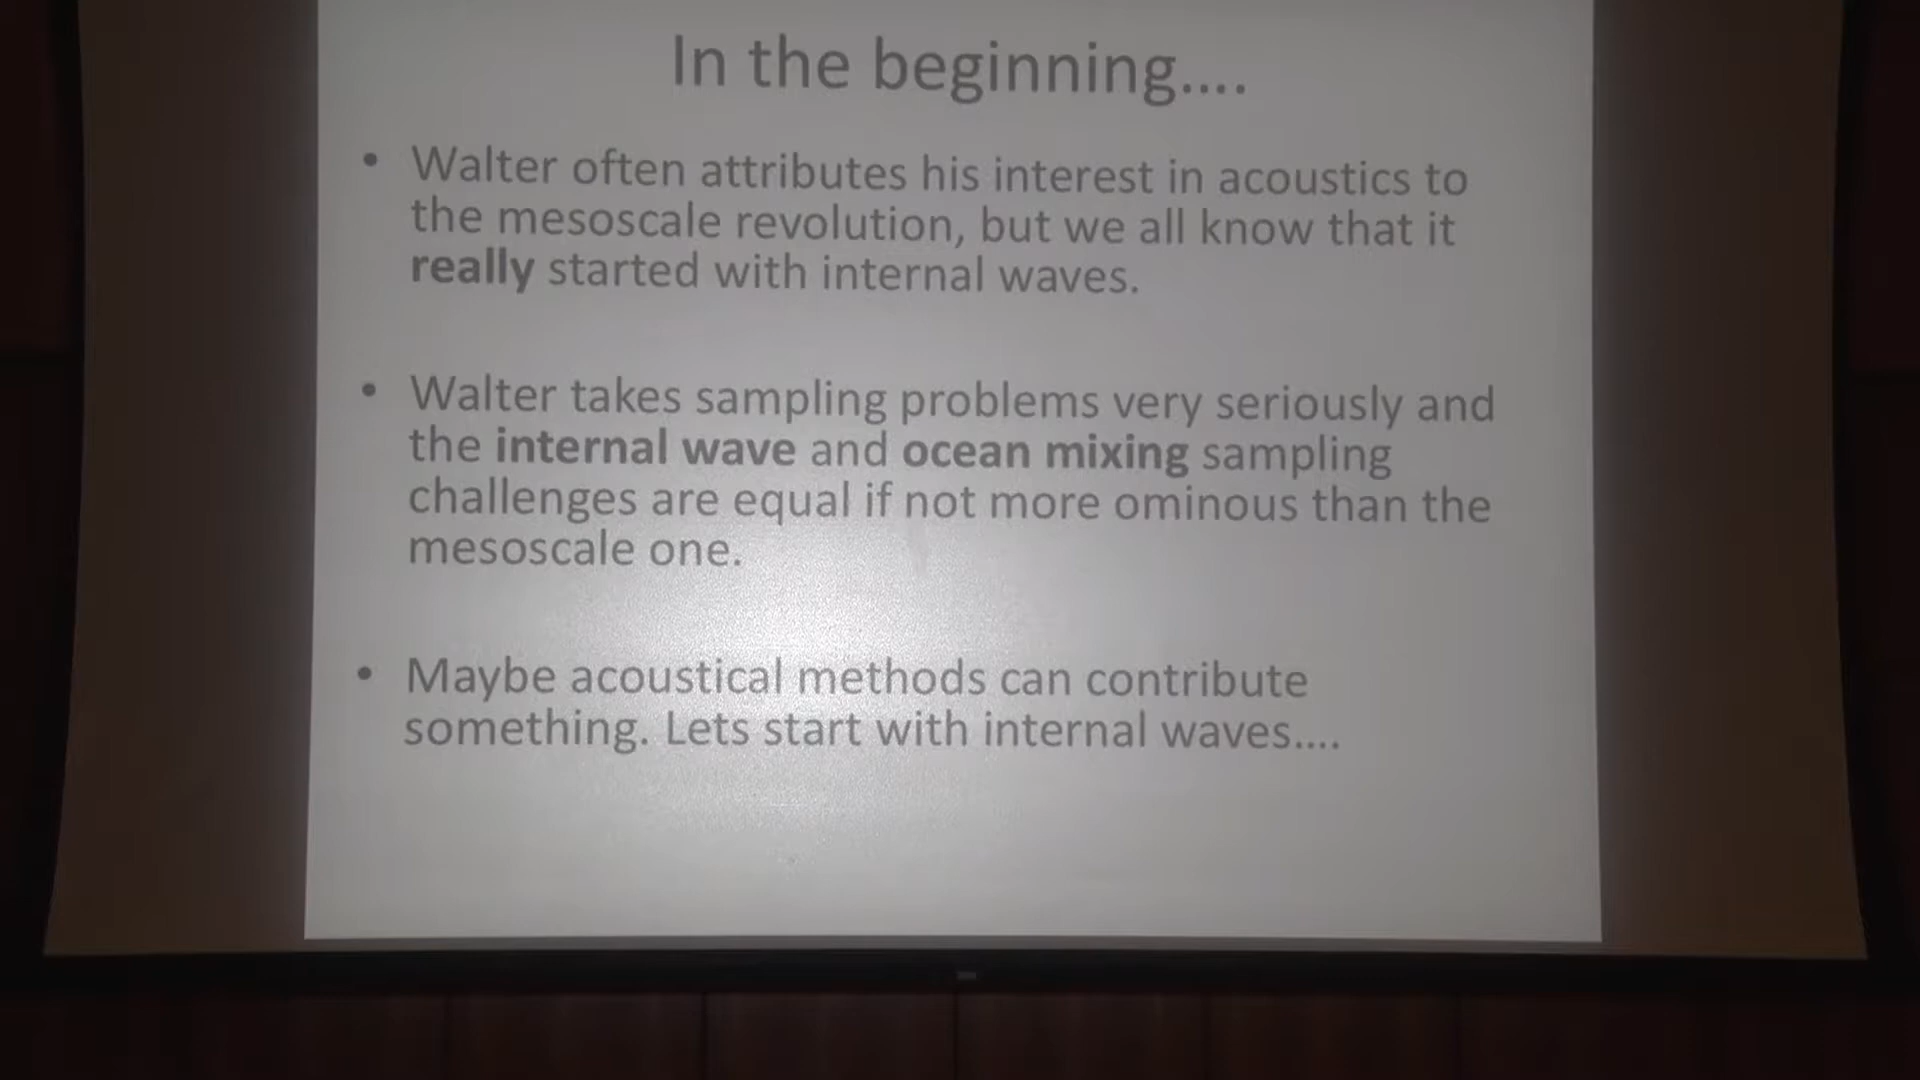 In the beginning....
• Walter often attributes his interest in acoustics to
the mesoscale revolution, but we all know that it
really started with internal waves.
• Walter takes sampling problems very seriously and
the internal wave and ocean mixing sampling
challenges are equal if not more ominous than the
mesoscale one.
• Maybe acoustical methods can contribute
something. Lets start with internal waves....